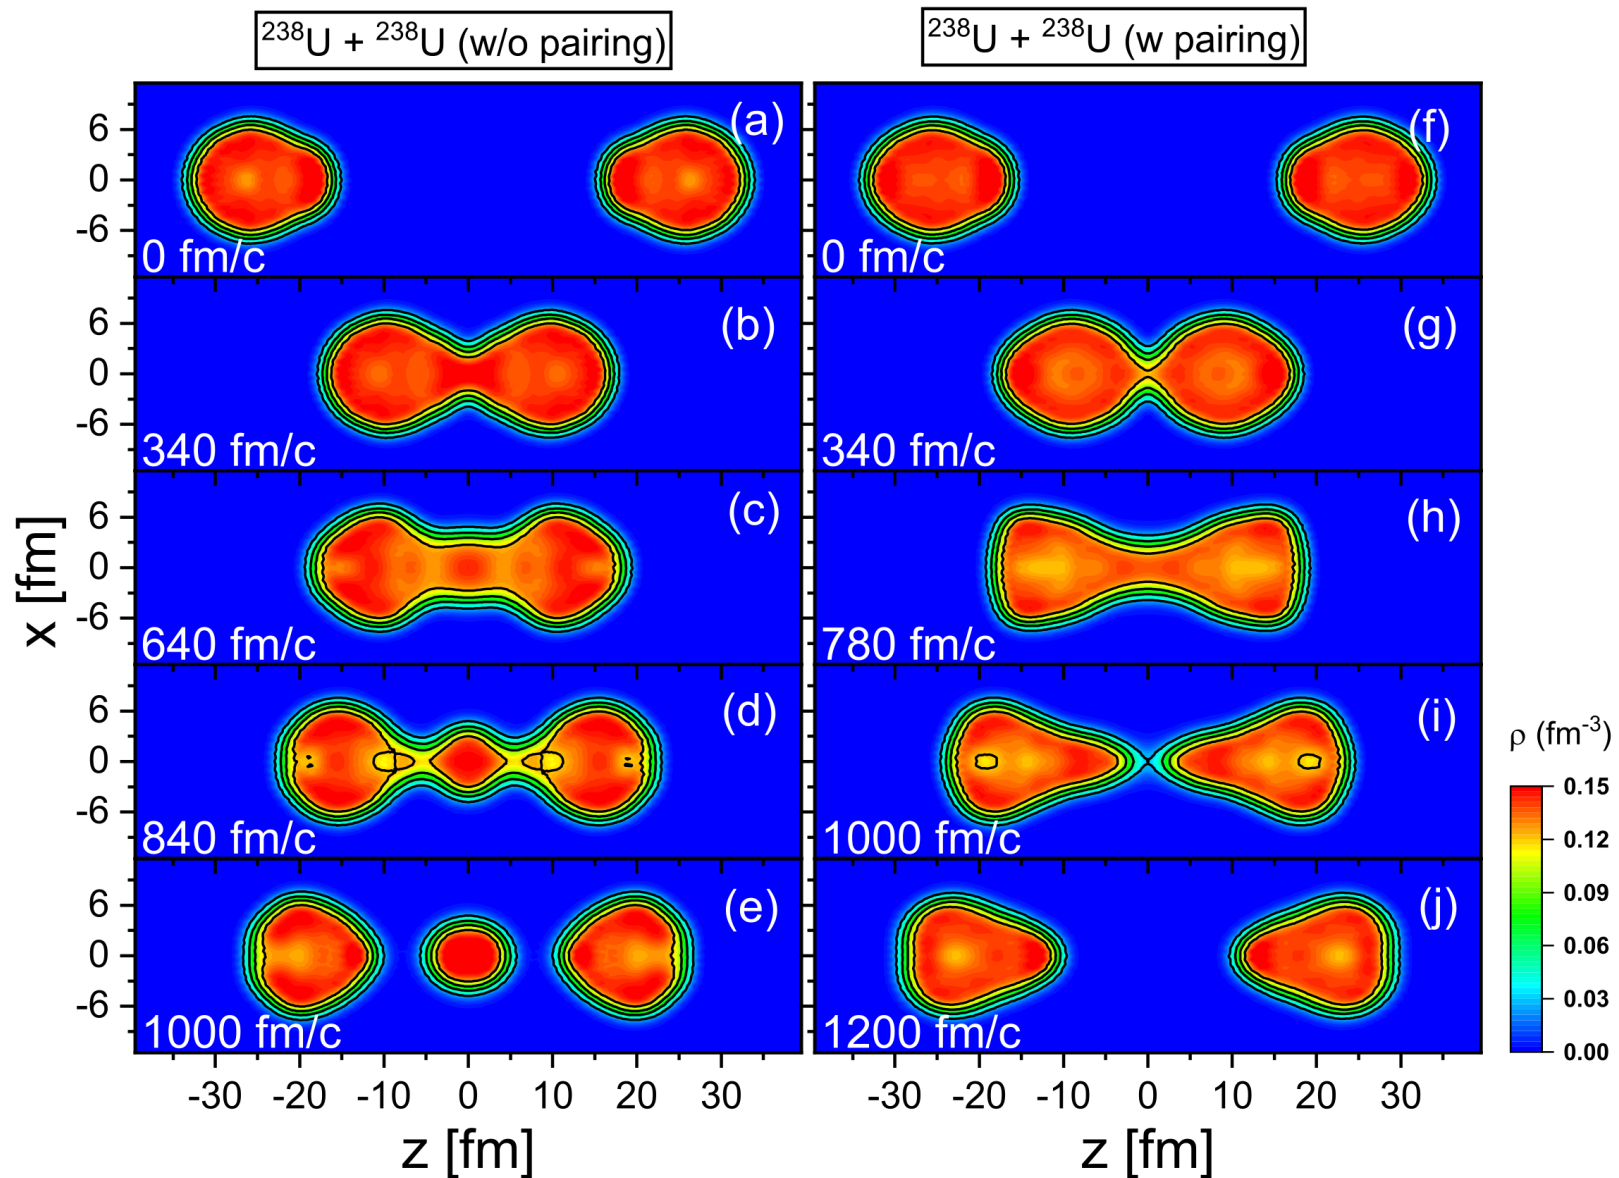 ²³⁸U + ²³⁸U (w/o pairing)
²³⁸U + ²³⁸U (w pairing)
6
0
-6
(a)
0 fm/c
(f)
0 fm/c
6
0
-6
(b)
340 fm/c
(g)
340 fm/c
x [fm]
6
0
-6
(c)
640 fm/c
(h)
780 fm/c
6
0
-6
(d)
840 fm/c
(i)
1000 fm/c
6
0
-6
(e)
1000 fm/c
(j)
1200 fm/c
-30 -20 -10 0 10 20 30
-30 -20 -10 0 10 20 30
z [fm]
z [fm]
ρ (fm⁻³)
0.15
0.12
0.09
0.06
0.03
0.00